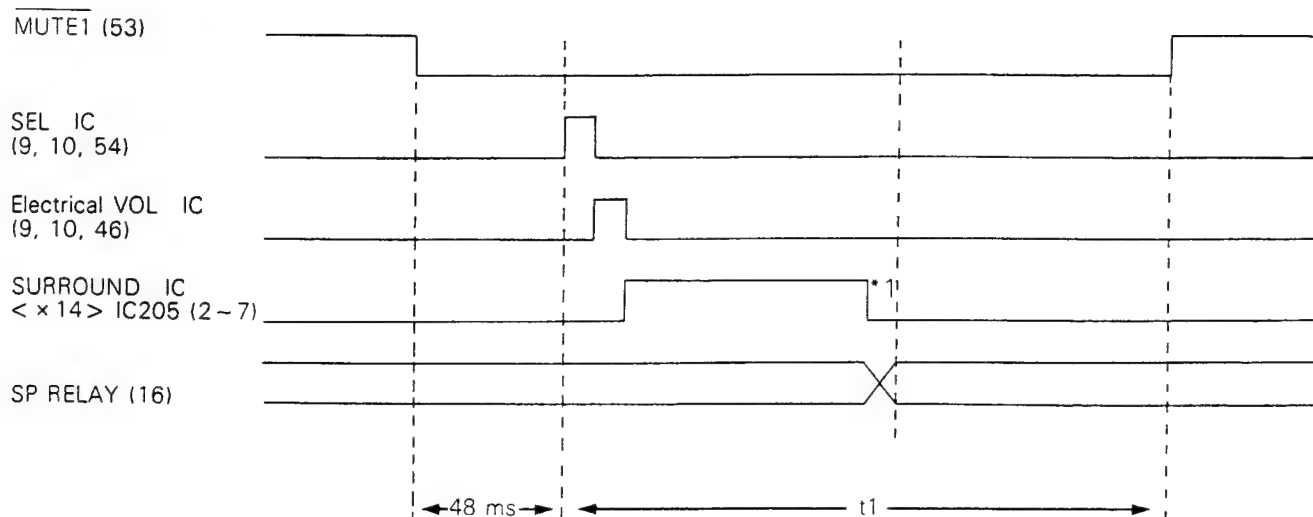 MUTE1 (53)
SEL IC
(9, 10, 54)
Electrical VOL IC
(9, 10, 46)
SURROUND IC
< ×14 > IC205 (2~7)
*1
SP RELAY (16)
48 ms
t1